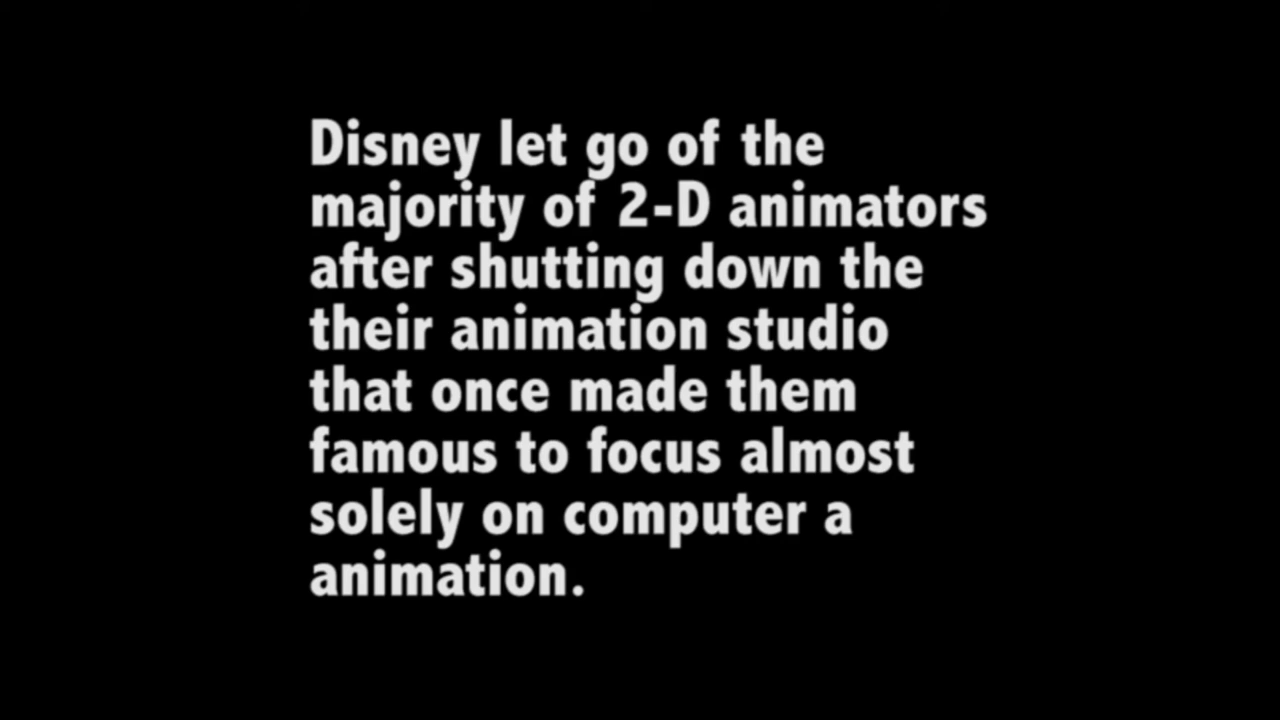 Disney let go of the
majority of 2-D animators
after shutting down the
their animation studio
that once made them
famous to focus almost
solely on computer a
animation.